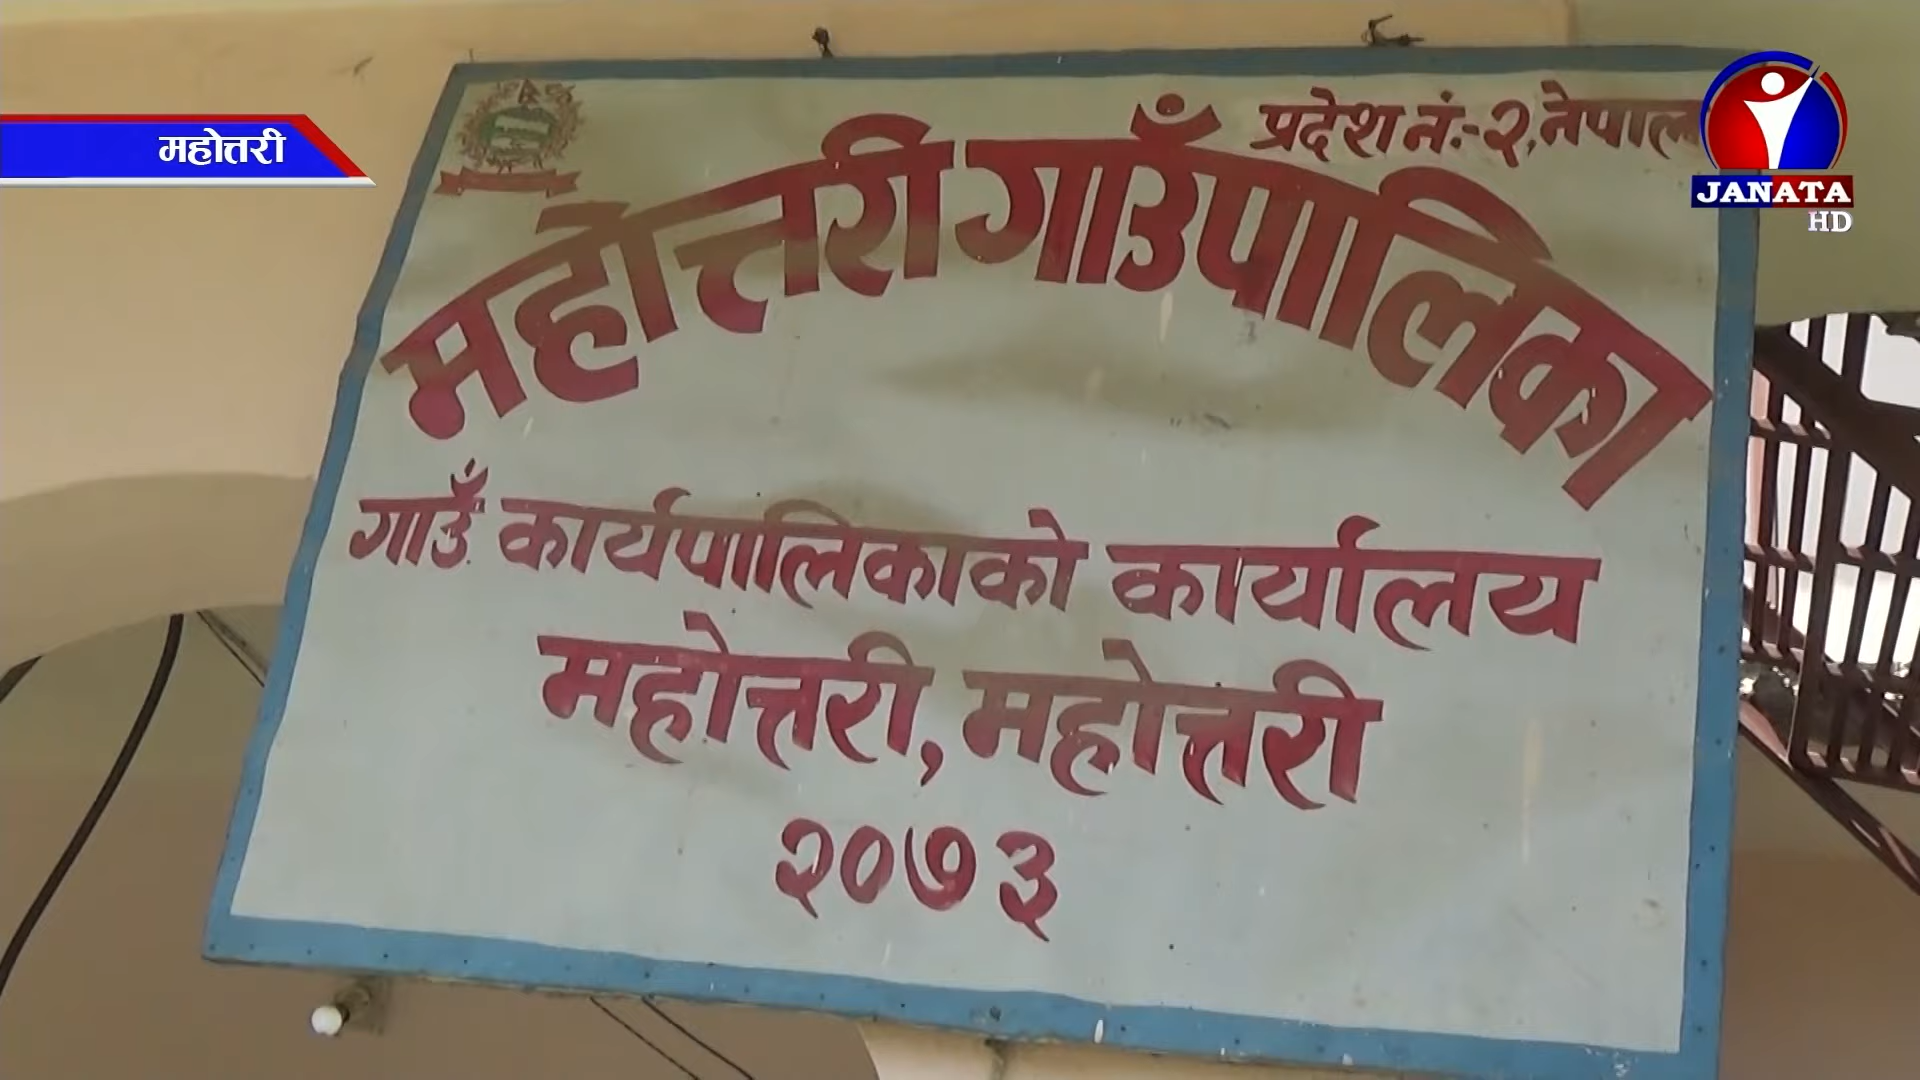 महोत्तरी
प्रदेश नं:-२, नेपाल
महोत्तरी गाउँपालिका
गाउँ कार्यपालिकाको कार्यालय
महोत्तरी, महोत्तरी
२०७३
JANATA
HD